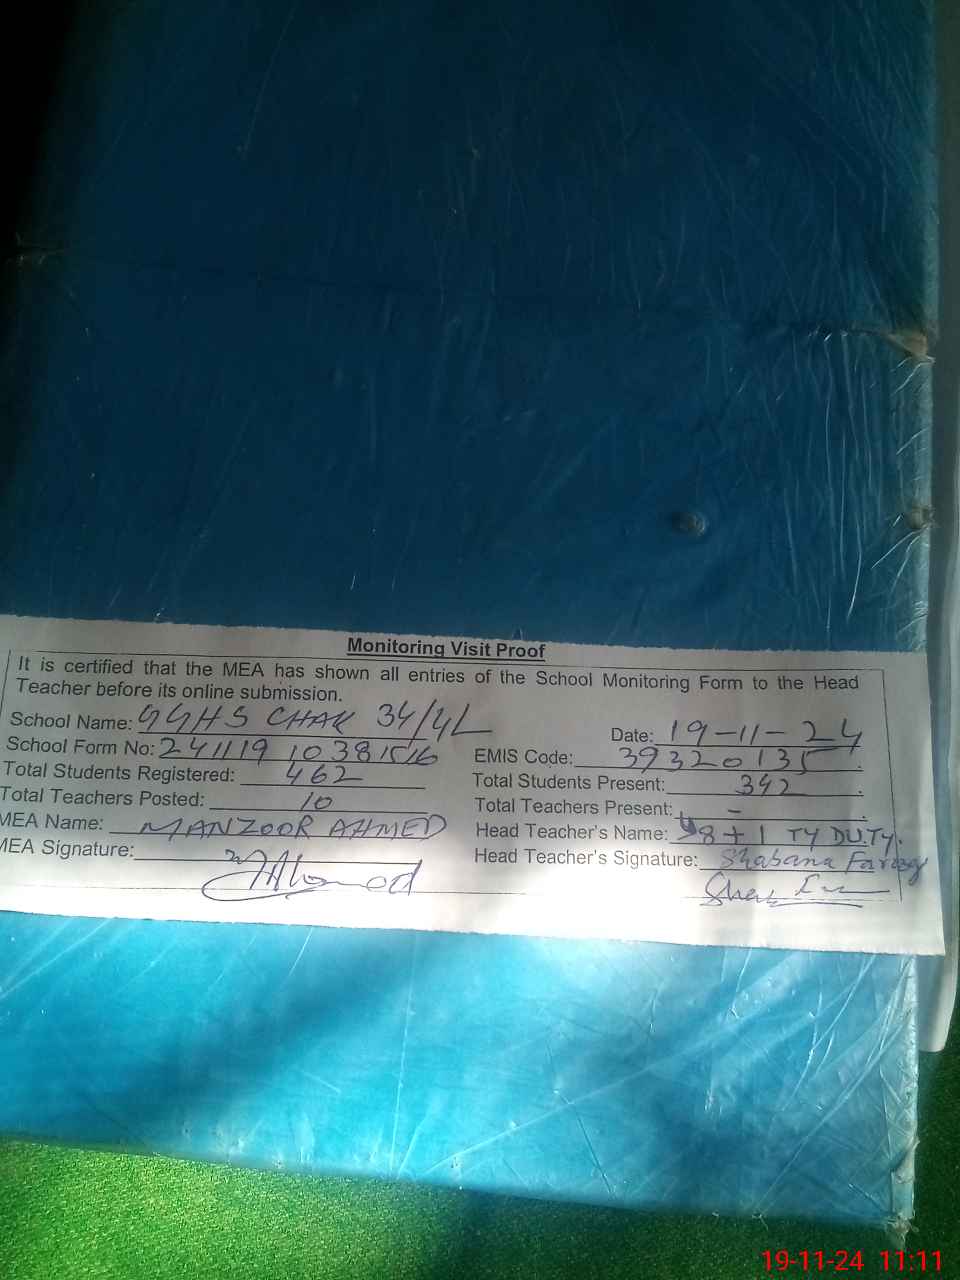 Monitoring Visit Proof
It is certified that the MEA has shown all entries of the School Monitoring Form to the Head
Teacher before its online submission.
School Name: GGHS CHAK 34/4L
Date: 19-11-24
School Form No: 241119 10381516
EMIS Code: 39320135
Total Students Registered: 462
Total Students Present: 342
Total Teachers Posted: 10
Total Teachers Present: -
MEA Name: MANZOOR AHMED
Head Teacher's Name: 8+1 TY DUTY.
MEA Signature:
Head Teacher's Signature: Shabana Farooq
19-11-24 11:11